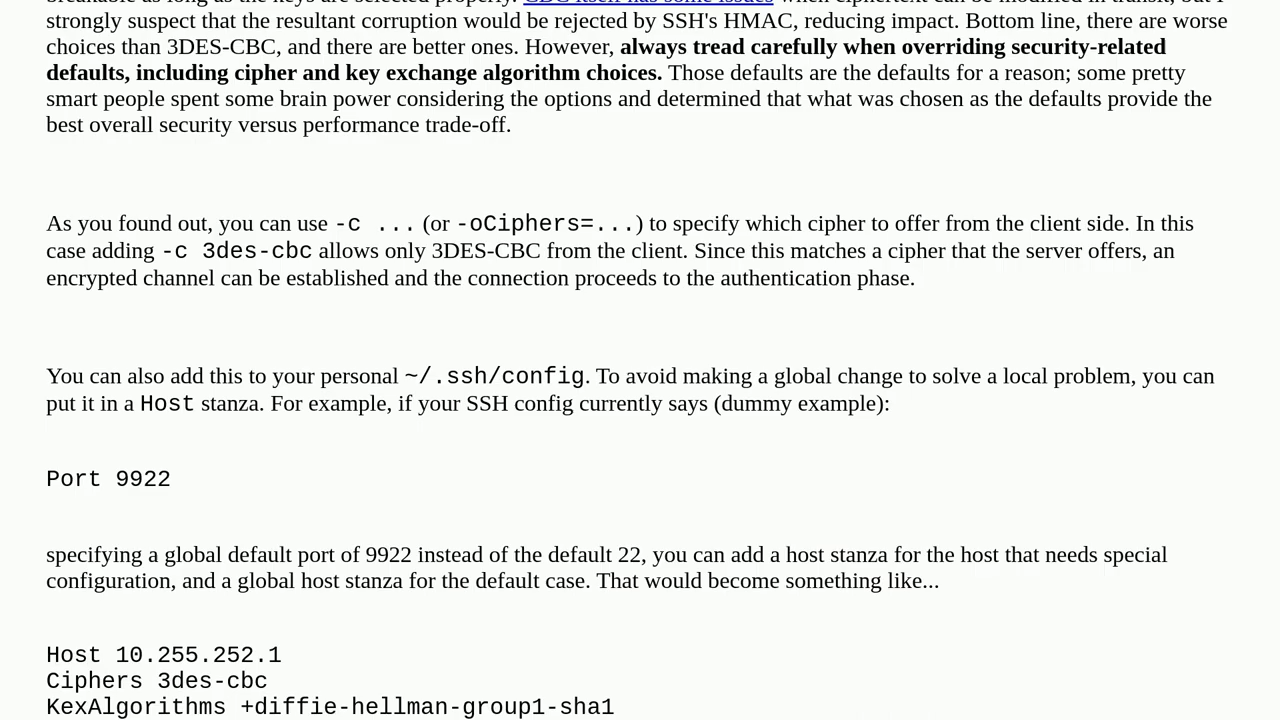 strongly suspect that the resultant corruption would be rejected by SSH's HMAC, reducing impact. Bottom line, there are worse
choices than 3DES-CBC, and there are better ones. However, always tread carefully when overriding security-related
defaults, including cipher and key exchange algorithm choices. Those defaults are the defaults for a reason; some pretty
smart people spent some brain power considering the options and determined that what was chosen as the defaults provide the
best overall security versus performance trade-off.
As you found out, you can use -c ... (or -oCiphers=...) to specify which cipher to offer from the client side. In this
case adding -c 3des-cbc allows only 3DES-CBC from the client. Since this matches a cipher that the server offers, an
encrypted channel can be established and the connection proceeds to the authentication phase.
You can also add this to your personal ~/.ssh/config. To avoid making a global change to solve a local problem, you can
put it in a Host stanza. For example, if your SSH config currently says (dummy example):
Port 9922
specifying a global default port of 9922 instead of the default 22, you can add a host stanza for the host that needs special
configuration, and a global host stanza for the default case. That would become something like...
Host 10.255.252.1
Ciphers 3des-cbc
KexAlgorithms +diffie-hellman-group1-sha1